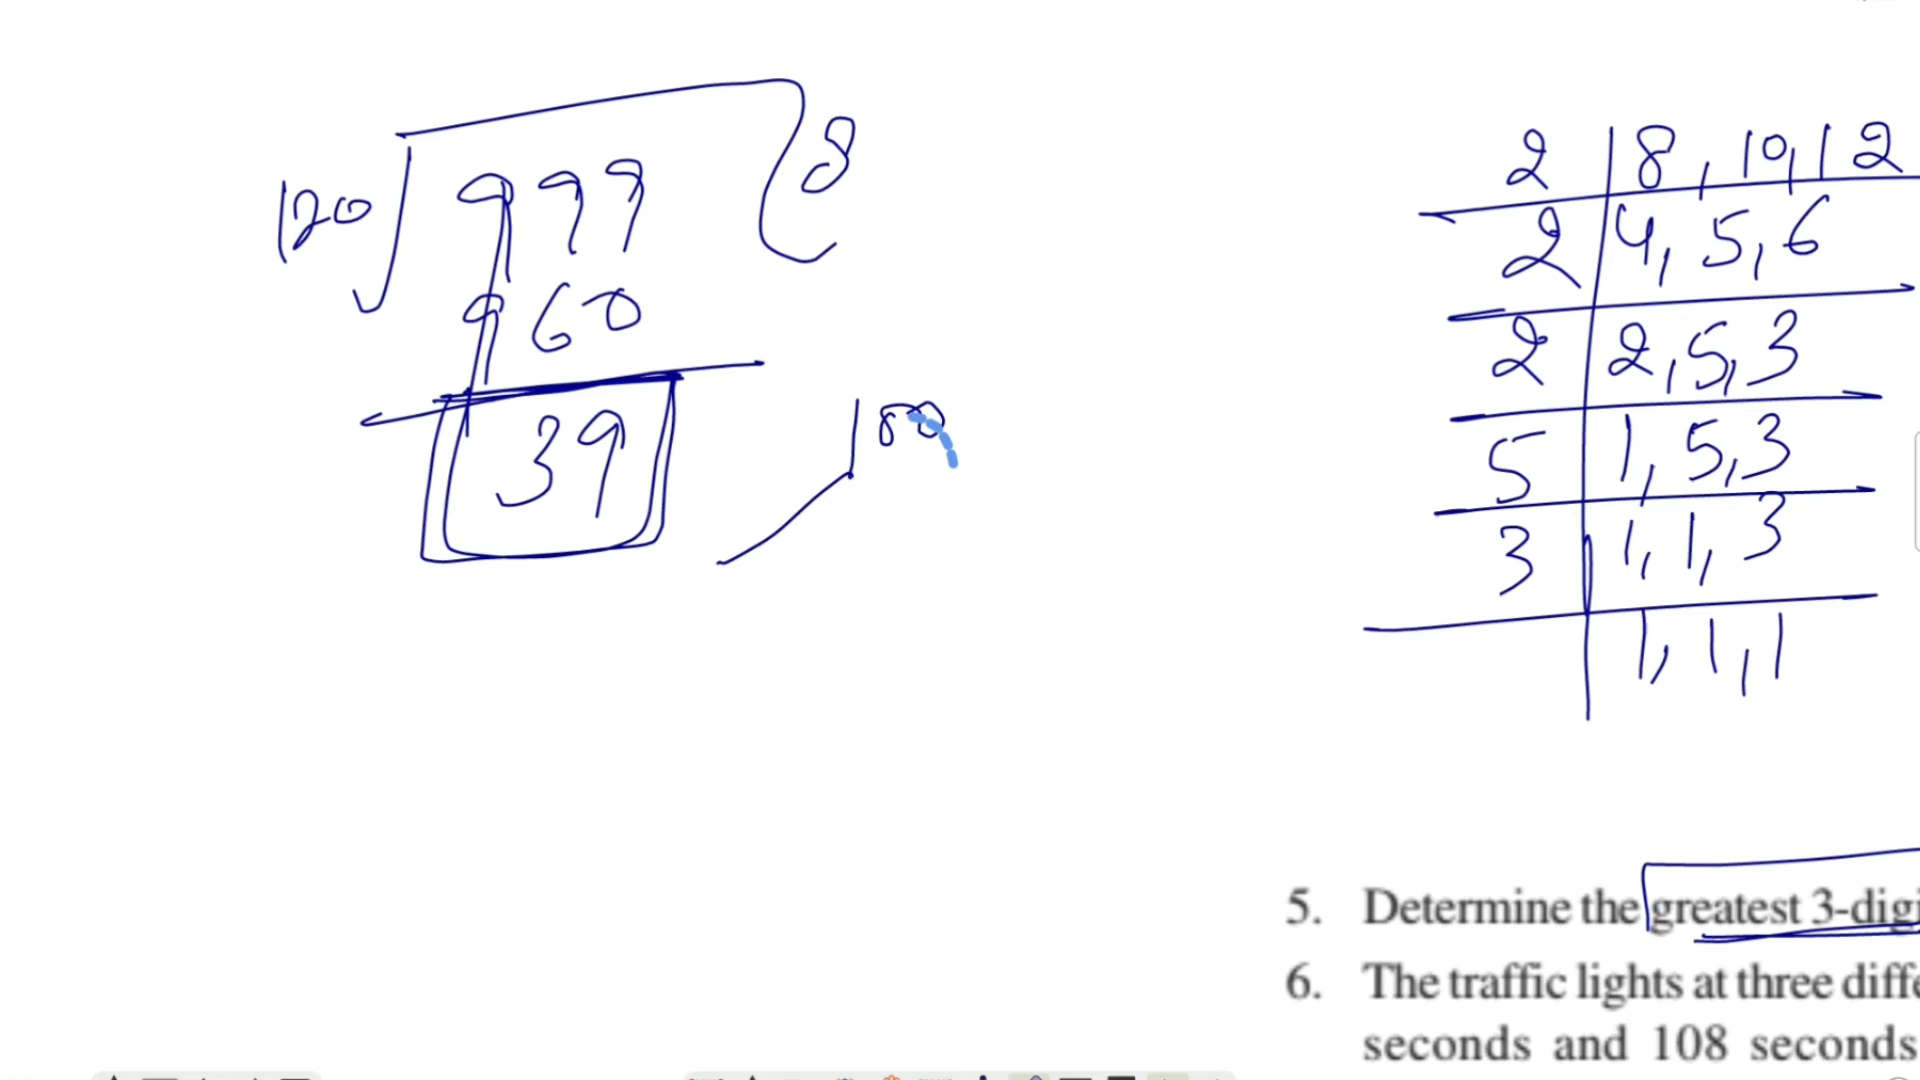 8
120 999
960
39
180
2 8, 10, 12
2 4, 5, 6
2 2, 5, 3
5 1, 5, 3
3 1, 1, 3
1, 1, 1
5. Determine the greatest 3-digi
6. The traffic lights at three diffe
seconds and 108 seconds